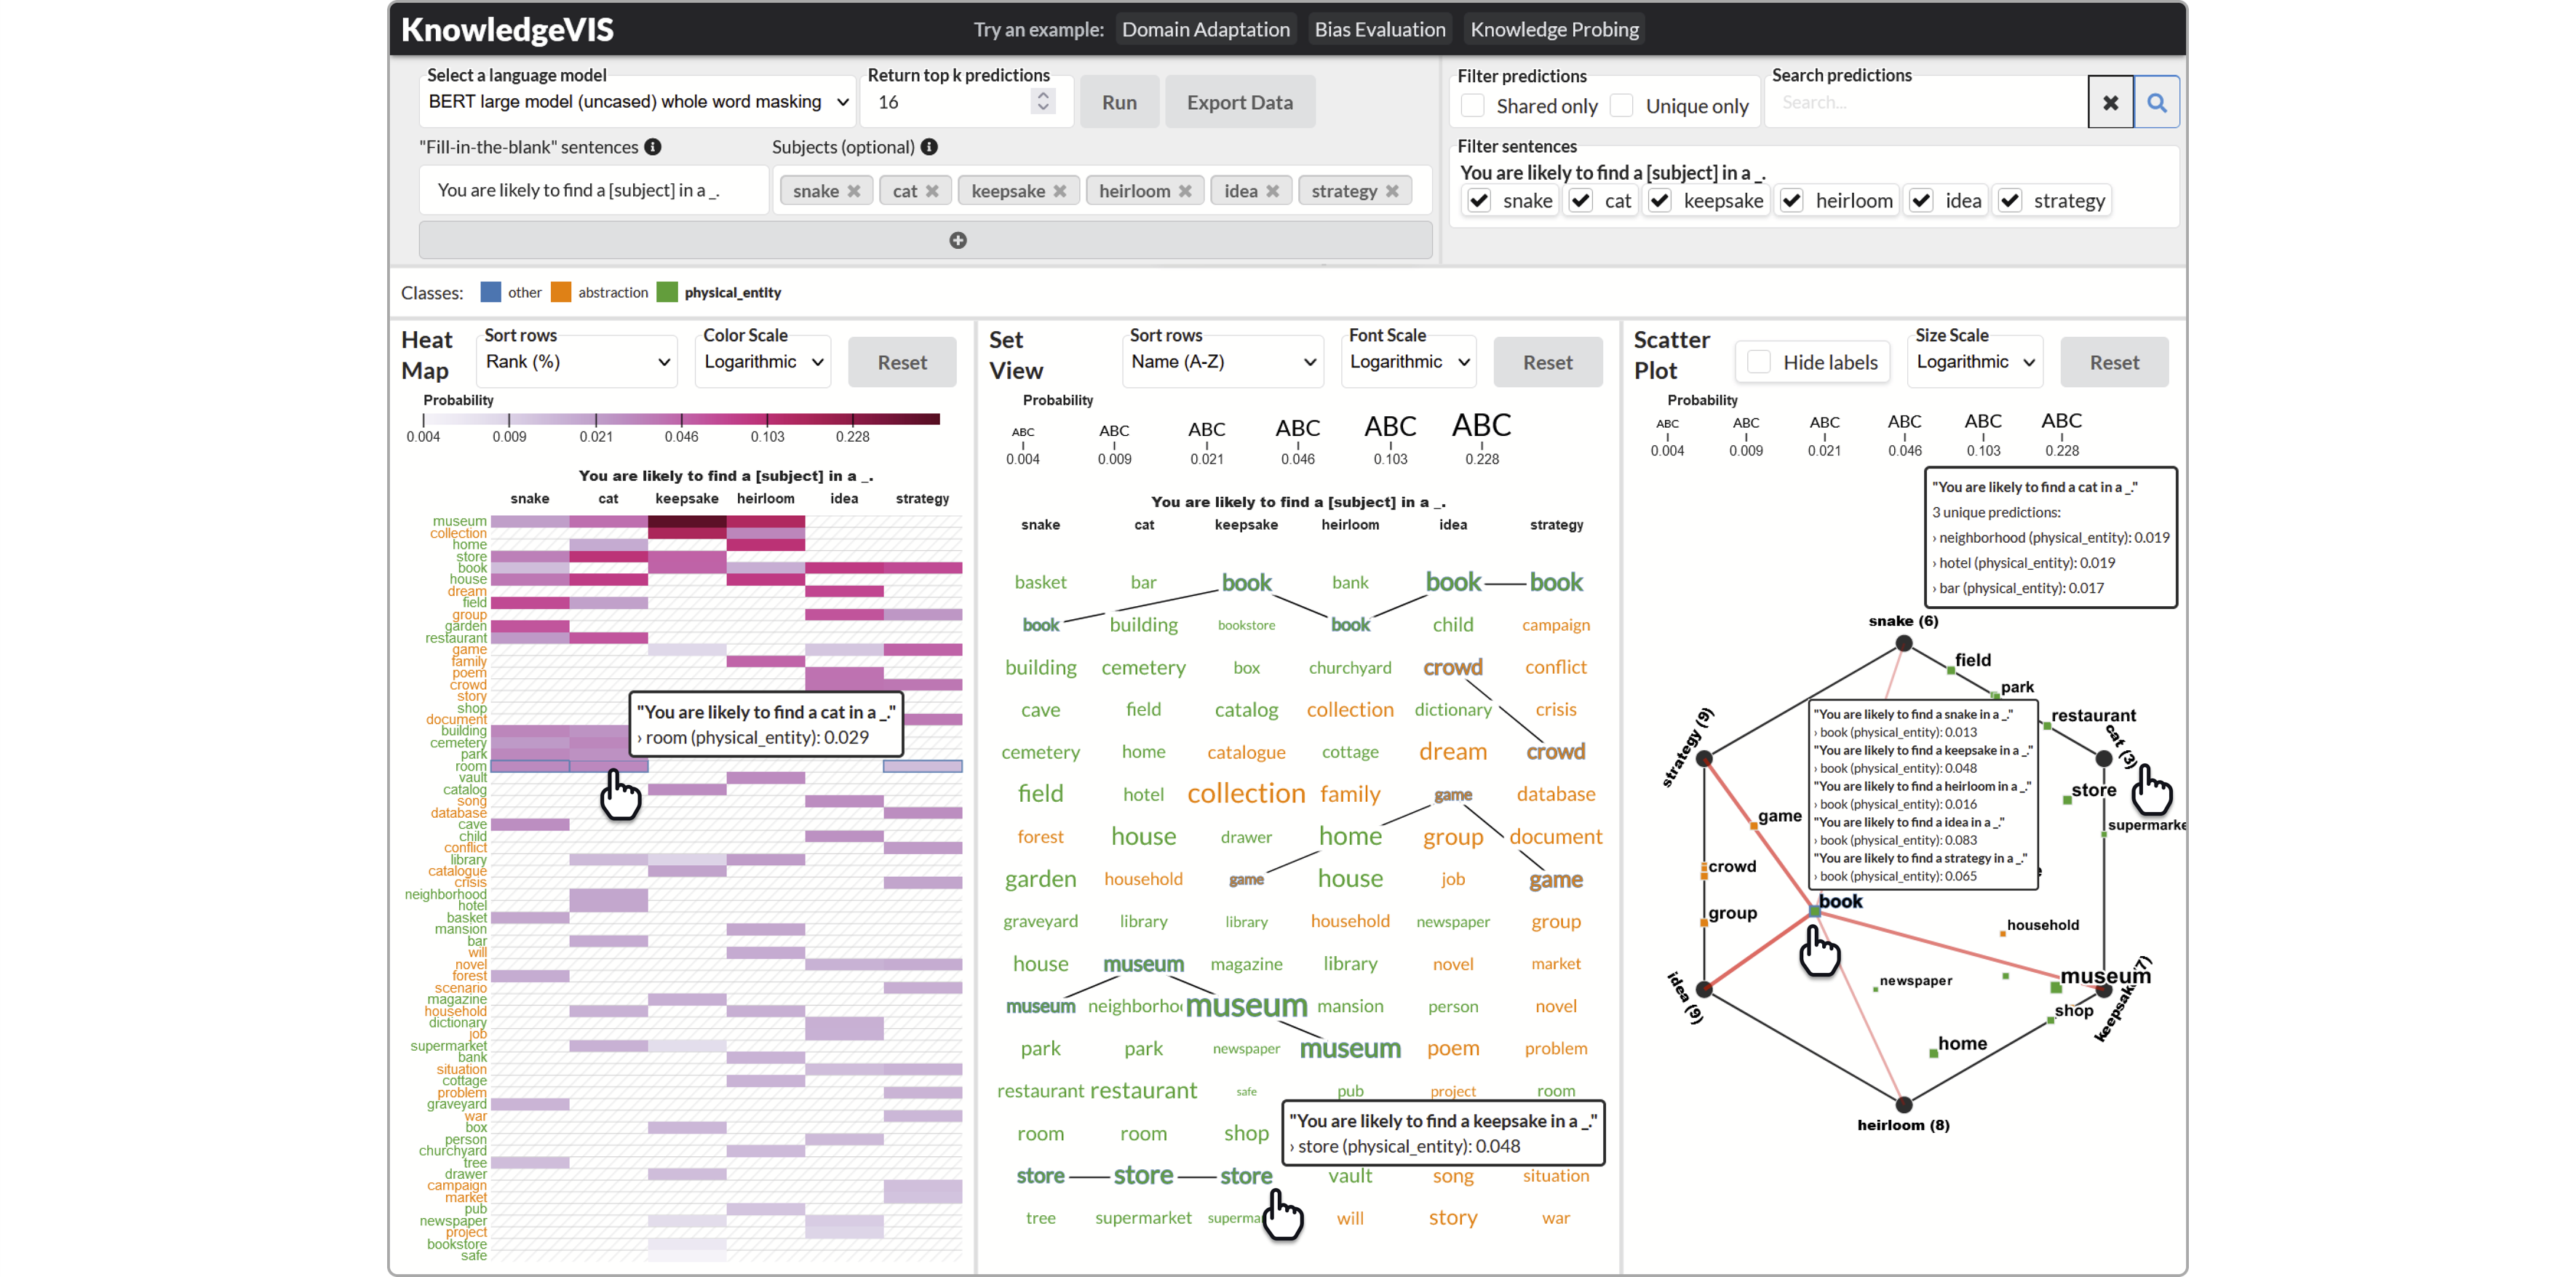 KnowledgeVIS
Try an example: Domain Adaptation Bias Evaluation Knowledge Probing
Select a language model
BERT large model (uncased) whole word masking
Return top k predictions
16
Run
Export Data
"Fill-in-the-blank" sentences
You are likely to find a [subject] in a _.
Subjects (optional)
snake cat keepsake heirloom idea strategy
Filter predictions
Shared only Unique only
Search predictions
Search...
Filter sentences
You are likely to find a [subject] in a _.
snake cat keepsake heirloom idea strategy
Classes: other abstraction physical_entity
Heat Map
Sort rows
Rank (%)
Color Scale
Logarithmic
Reset
Probability
0.004 0.009 0.021 0.046 0.103 0.228
You are likely to find a [subject] in a _.
snake cat keepsake heirloom idea strategy
museum
collection
home
store
book
house
dream
field
group
garden
restaurant
game
family
poem
crowd
story
shop
document
building
cemetery
park
room
vault
catalog
song
database
cave
child
conflict
library
catalogue
crisis
neighborhood
hotel
basket
mansion
bar
will
novel
forest
scenario
magazine
household
dictionary
job
supermarket
bank
situation
cottage
problem
graveyard
war
box
person
churchyard
tree
drawer
campaign
market
pub
newspaper
project
bookstore
safe
"You are likely to find a cat in a _."
› room (physical_entity): 0.029
Set View
Sort rows
Name (A-Z)
Font Scale
Logarithmic
Reset
Probability
ABC ABC ABC ABC ABC ABC
0.004 0.009 0.021 0.046 0.103 0.228
You are likely to find a [subject] in a _.
snake cat keepsake heirloom idea strategy
basket bar book bank book book
book building bookstore book child campaign
building cemetery box churchyard crowd conflict
cave field catalog collection dictionary crisis
cemetery home catalogue cottage dream crowd
field hotel collection family game database
forest house drawer home group document
garden household game house job game
graveyard library library household newspaper group
house museum magazine library novel market
museum neighborho museum mansion person novel
park park newspaper museum poem problem
restaurant restaurant safe pub project room
room room shop
"You are likely to find a keepsake in a _."
› store (physical_entity): 0.048
store store store vault song situation
tree supermarket superma will story war
Scatter Plot
Hide labels
Size Scale
Logarithmic
Reset
Probability
ABC ABC ABC ABC ABC ABC
0.004 0.009 0.021 0.046 0.103 0.228
"You are likely to find a cat in a _."
3 unique predictions:
› neighborhood (physical_entity): 0.019
› hotel (physical_entity): 0.019
› bar (physical_entity): 0.017
snake (6)
field
park
restaurant
cat (3)
strategy (9)
"You are likely to find a snake in a _."
› book (physical_entity): 0.013
"You are likely to find a keepsake in a _."
› book (physical_entity): 0.048
"You are likely to find a heirloom in a _."
› book (physical_entity): 0.016
"You are likely to find a idea in a _."
› book (physical_entity): 0.083
"You are likely to find a strategy in a _."
› book (physical_entity): 0.065
store
game
supermarke
crowd
book
group
household
museum
newspaper
idea (9)
shop
home
heirloom (8)